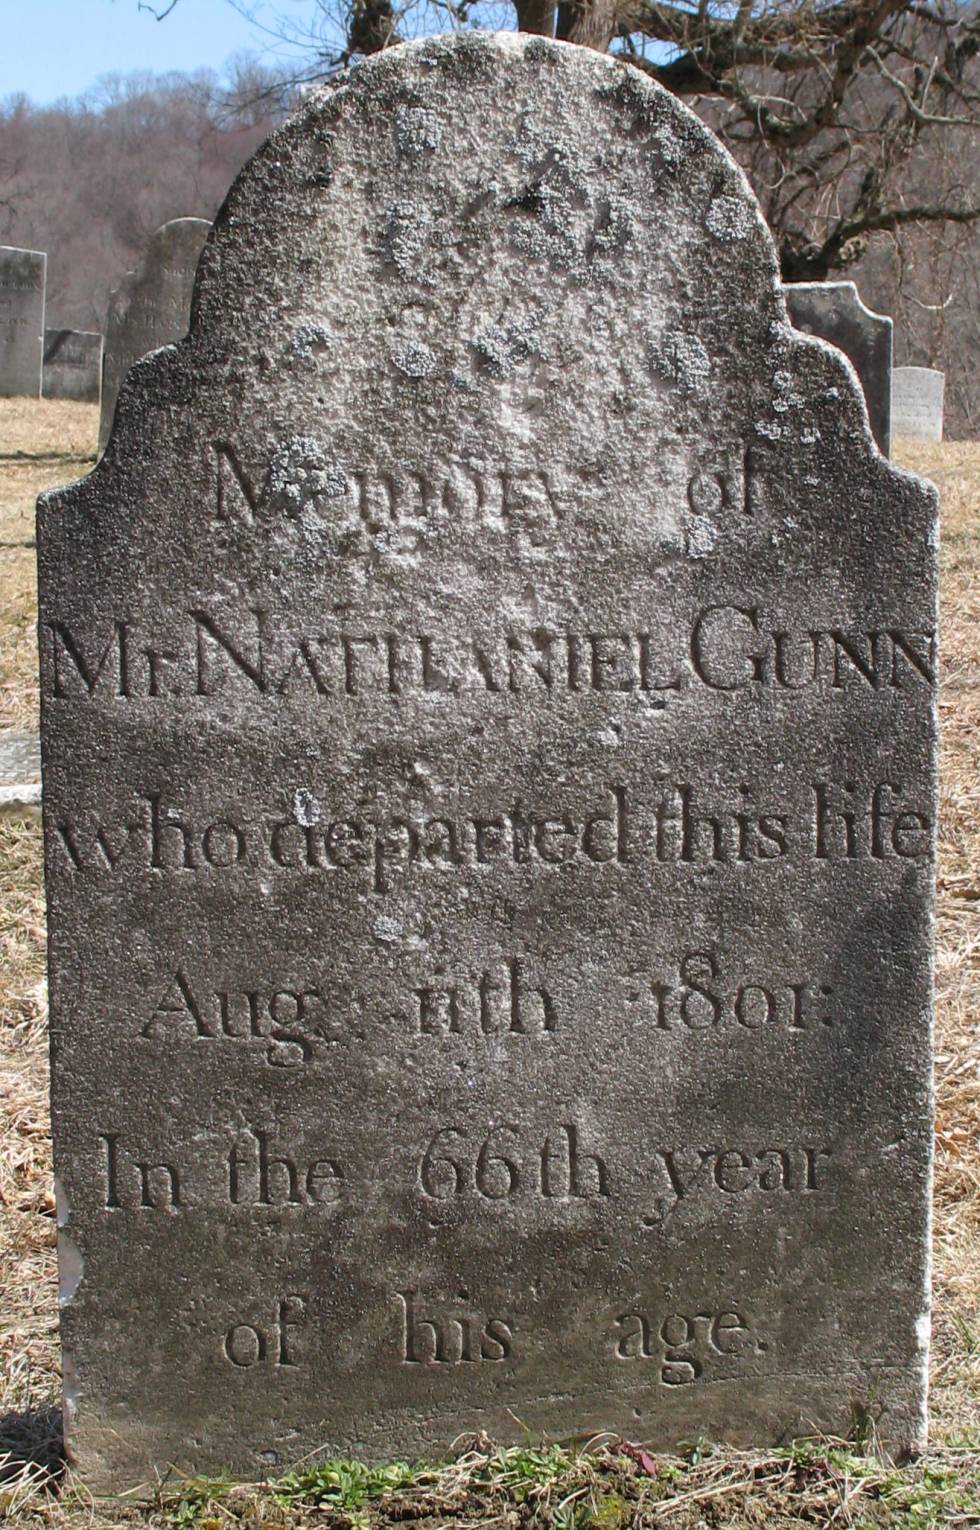 Memory of
Mr. NATHANIEL GUNN
who departed this life
Aug. 11th 1801:
In the 66th year
of his age.